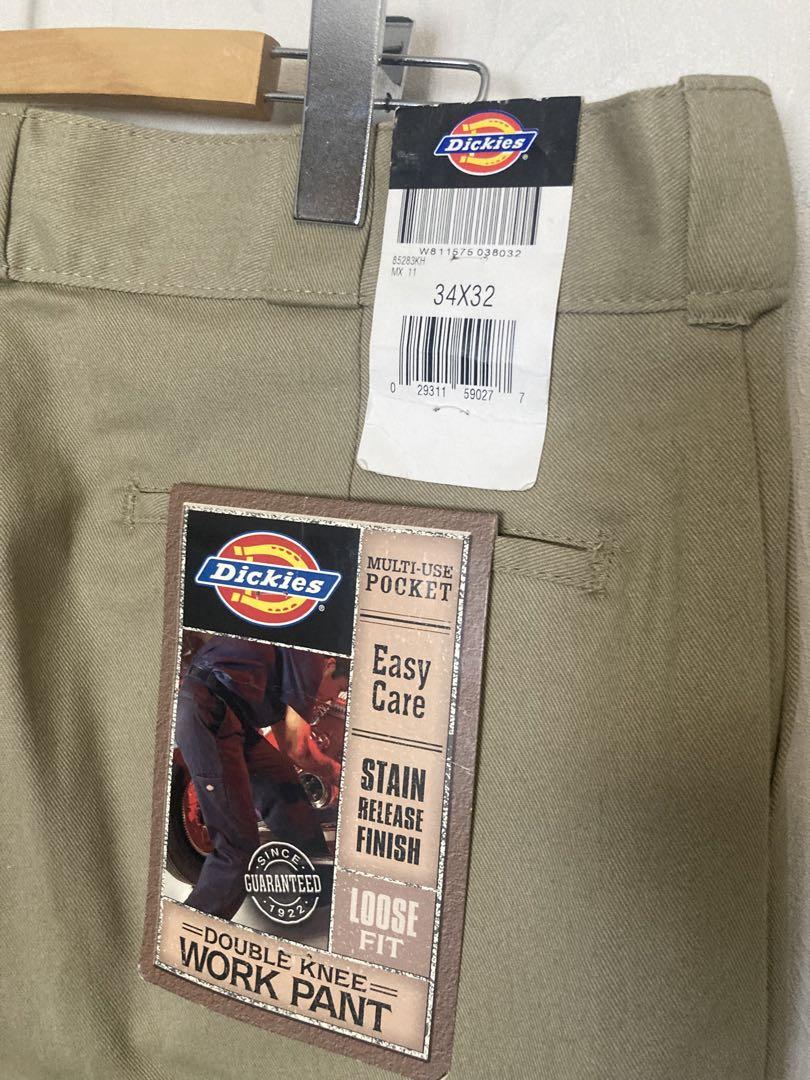 Dickies
W811575 038032
85283KH
MX 11
34X32
0 29311 59027 7
Dickies
MULTI-USE
POCKET
Easy
Care
STAIN
RELEASE
FINISH
SINCE
GUARANTEED
1922
LOOSE
FIT
DOUBLE KNEE
WORK PANT